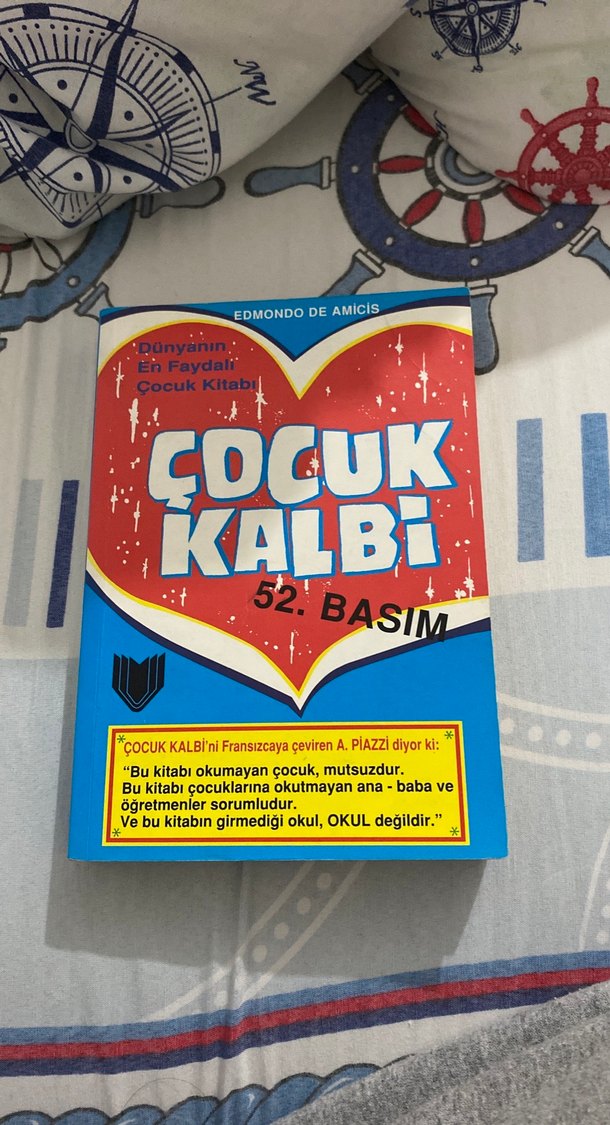 EDMONDO DE AMİCİS
Dünyanın
En Faydalı
Çocuk Kitabı
ÇOCUK
KALBİ
52. BASIM
ÇOCUK KALBİ'ni Fransızcaya çeviren A. PİAZZİ diyor ki:
"Bu kitabı okumayan çocuk, mutsuzdur.
Bu kitabı çocuklarına okutmayan ana - baba ve
öğretmenler sorumludur.
Ve bu kitabın girmediği okul, OKUL değildir."